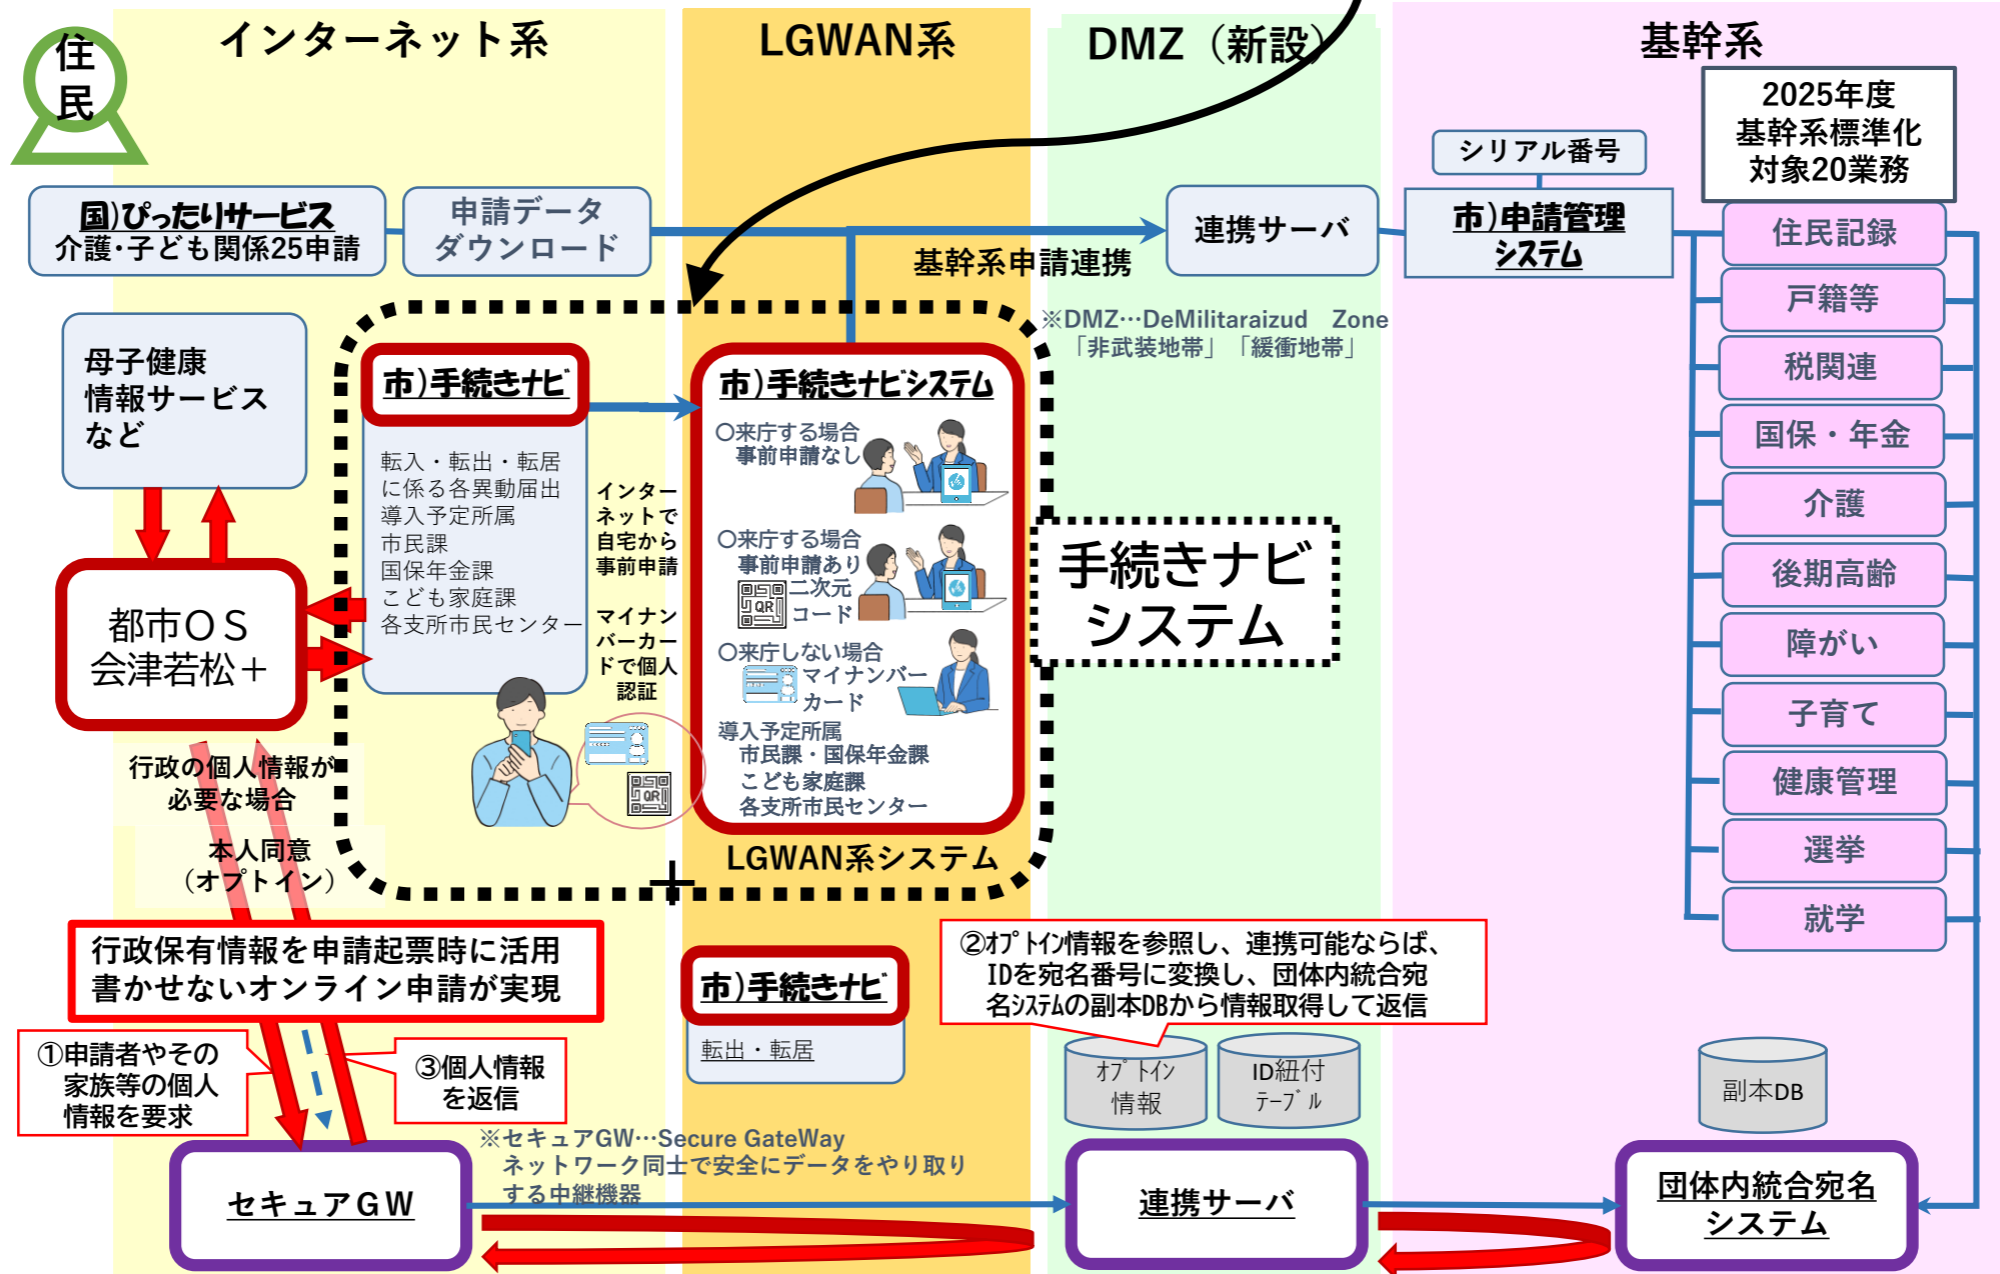 住
民
インターネット系
LGWAN系
DMZ（新設）
基幹系
2025年度
基幹系標準化
対象20業務
シリアル番号
国)ぴったりサービス
介護・子ども関係25申請
申請データ
ダウンロード
連携サーバ
市)申請管理
システム
基幹系申請連携
※DMZ…DeMilitaraizud　Zone
「非武装地帯」「緩衝地帯」
住民記録
戸籍等
税関連
国保・年金
介護
後期高齢
障がい
子育て
健康管理
選挙
就学
母子健康
情報サービス
など
都市ＯＳ
会津若松＋
市)手続きナビ
転入・転出・転居
に係る各異動届出
導入予定所属
市民課
国保年金課
こども家庭課
各支所市民センター
インター
ネットで
自宅から
事前申請
マイナン
バーカー
ドで個人
認証
QR
市)手続きナビシステム
〇来庁する場合
事前申請なし
〇来庁する場合
事前申請あり
QR
二次元
コード
〇来庁しない場合
マイナンバー
カード
導入予定所属
市民課・国保年金課
こども家庭課
各支所市民センター
LGWAN系システム
手続きナビ
システム
＋
行政の個人情報が
必要な場合
本人同意
（オプトイン）
行政保有情報を申請起票時に活用
書かせないオンライン申請が実現
①申請者やその
家族等の個人
情報を要求
③個人情報
を返信
市)手続きナビ
転出・転居
②ｵﾌﾟﾄｲﾝ情報を参照し、連携可能ならば、
IDを宛名番号に変換し、団体内統合宛
名ｼｽﾃﾑの副本DBから情報取得して返信
ｵﾌﾟﾄｲﾝ
情報
ID紐付
ﾃｰﾌﾞﾙ
副本DB
※セキュアGW…Secure GateWay
ネットワーク同士で安全にデータをやり取り
する中継機器
セキュアＧＷ
連携サーバ
団体内統合宛名
システム